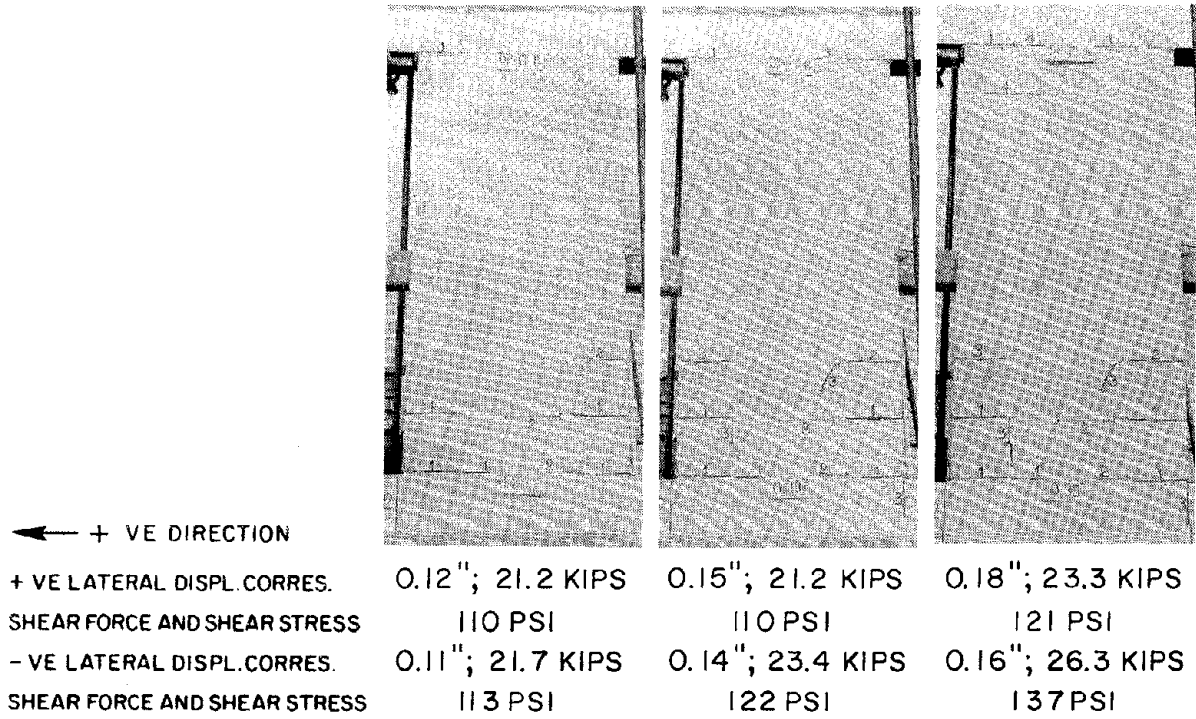 ← + VE DIRECTION
+ VE LATERAL DISPL. CORRES. 0.12"; 21.2 KIPS 0.15"; 21.2 KIPS 0.18"; 23.3 KIPS
SHEAR FORCE AND SHEAR STRESS 110 PSI 110 PSI 121 PSI
- VE LATERAL DISPL. CORRES. 0.11"; 21.7 KIPS 0.14"; 23.4 KIPS 0.16"; 26.3 KIPS
SHEAR FORCE AND SHEAR STRESS 113 PSI 122 PSI 137 PSI